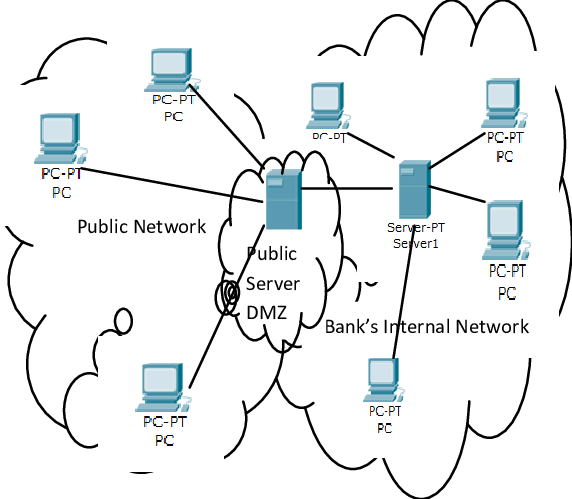 PC-PT
PC
PC-PT
PC
PC-PT
PC-PT
PC
Public Network
Server-PT
Server1
Public
Server
DMZ
PC-PT
PC
Bank's Internal Network
PC-PT
PC
PC-PT
PC